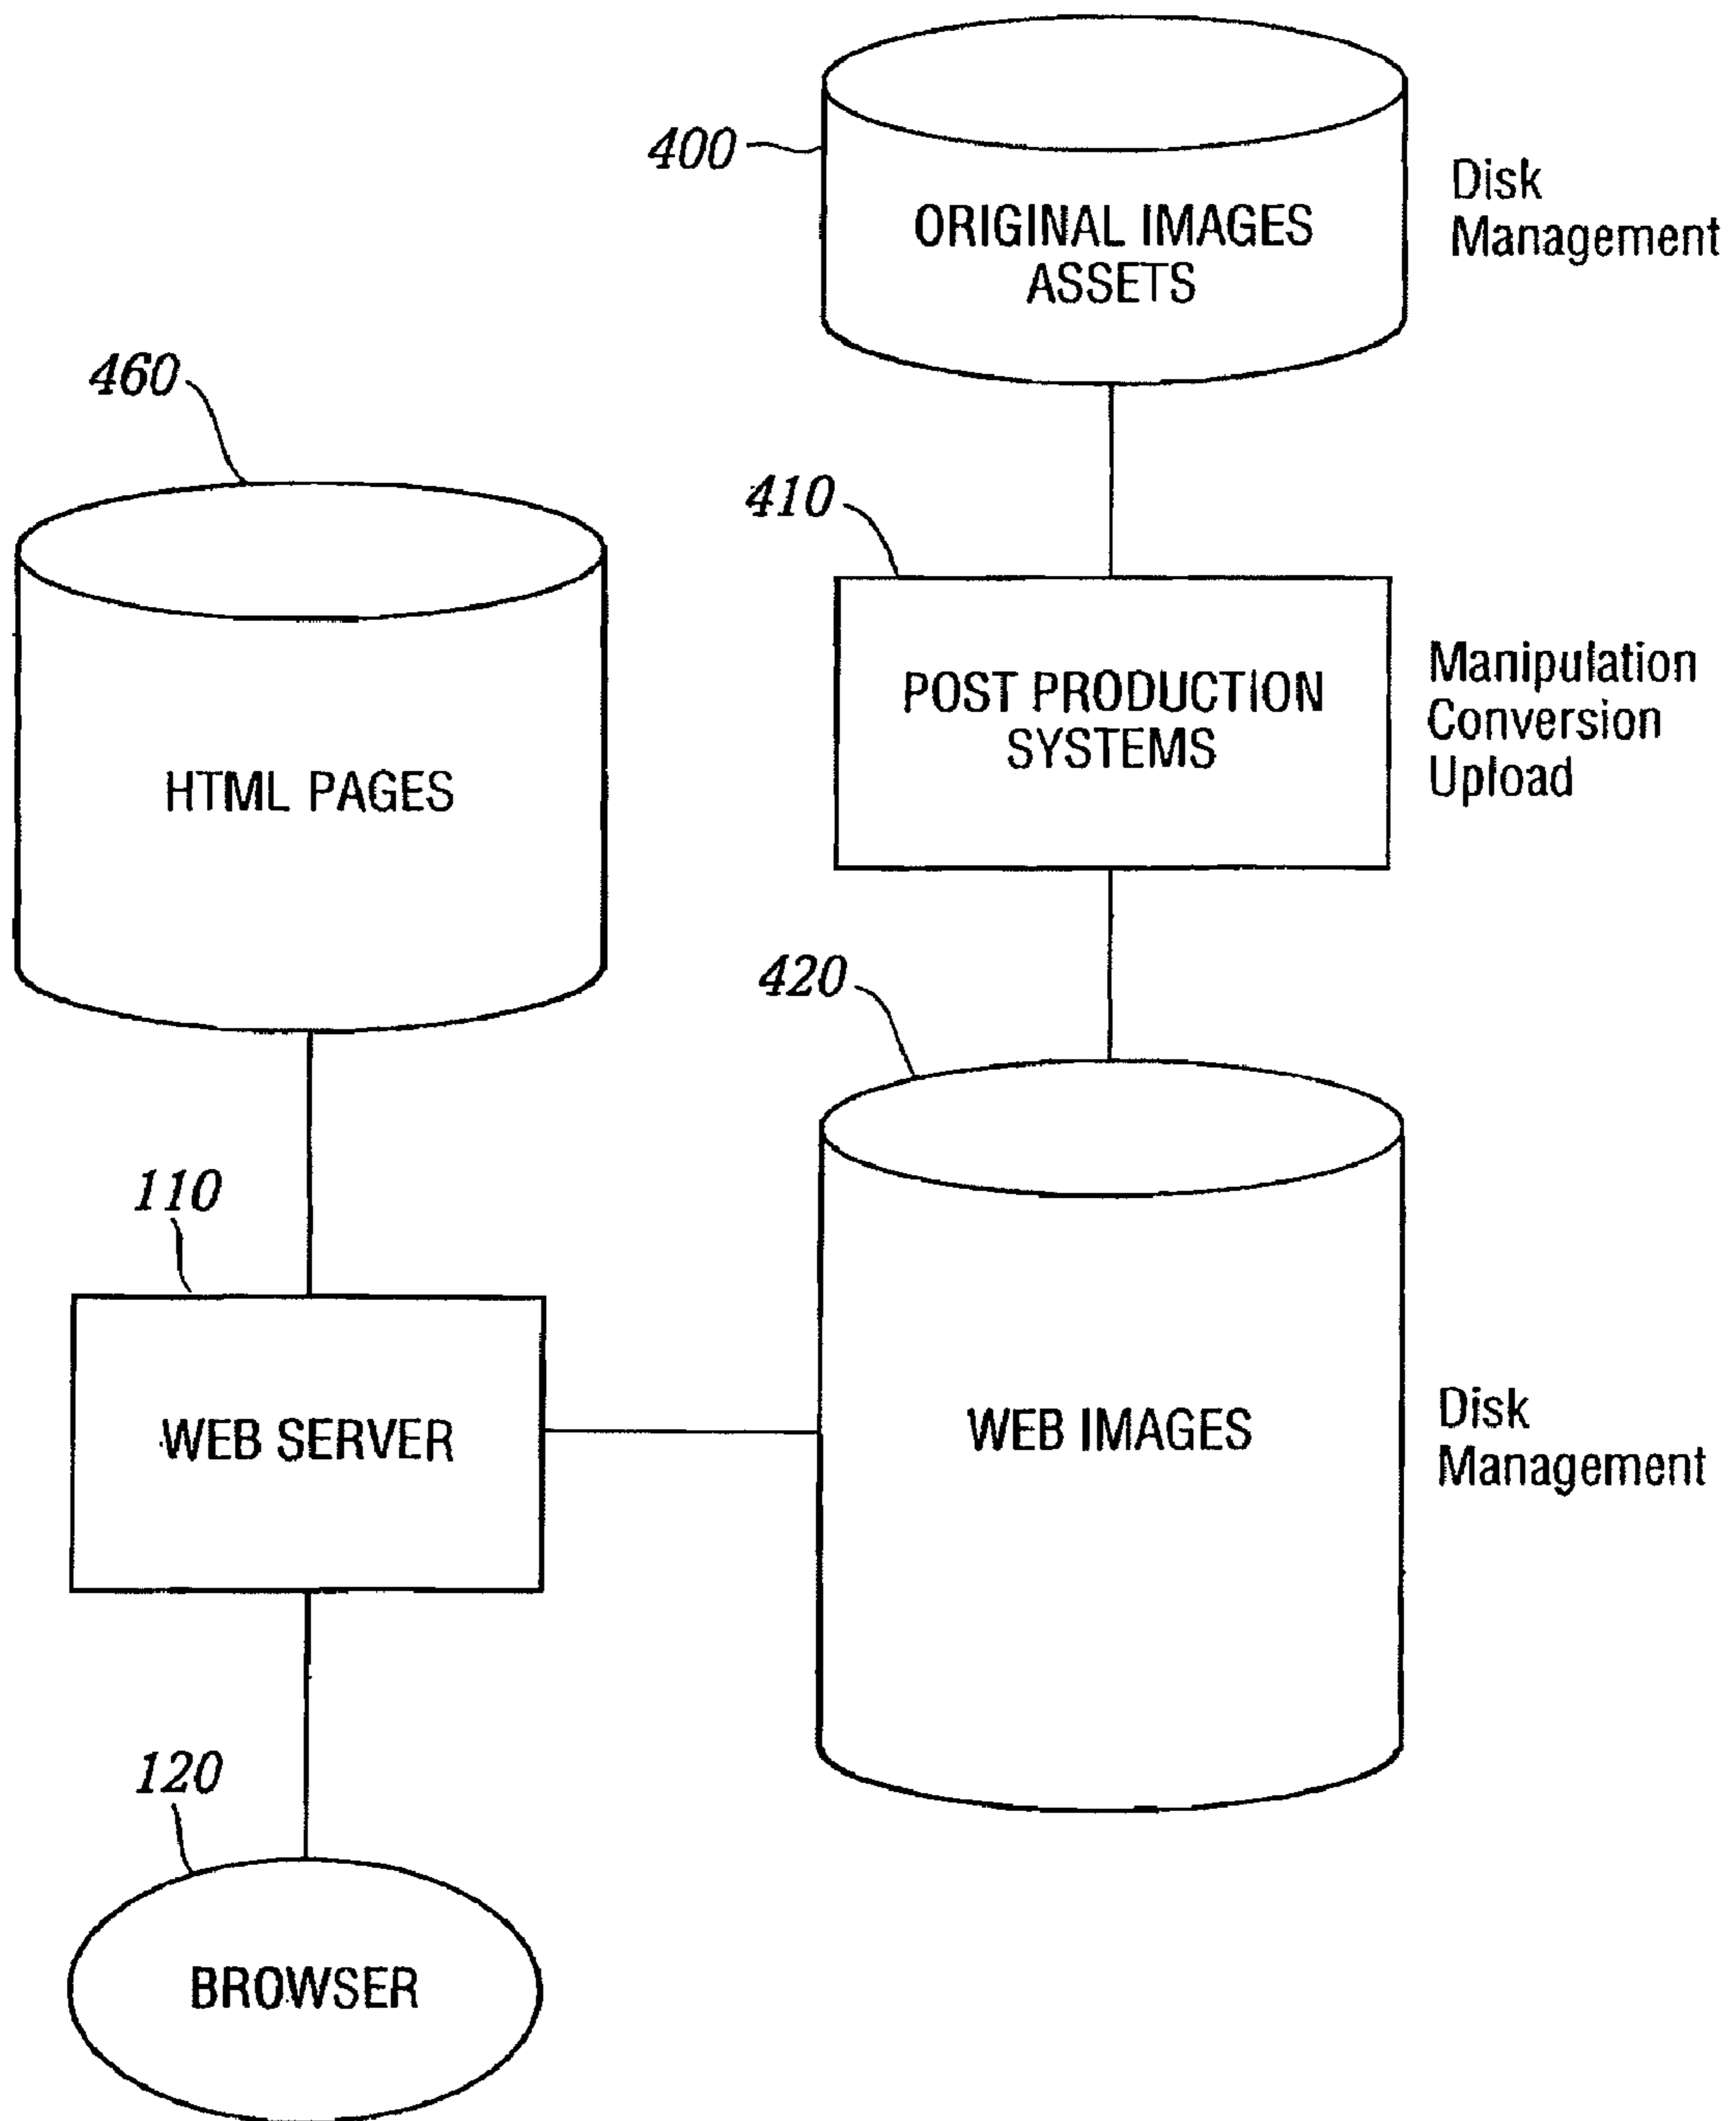 400
ORIGINAL IMAGES
ASSETS
Disk
Management
460
HTML PAGES
410
POST PRODUCTION
SYSTEMS
Manipulation
Conversion
Upload
420
WEB IMAGES
Disk
Management
110
WEB SERVER
120
BROWSER